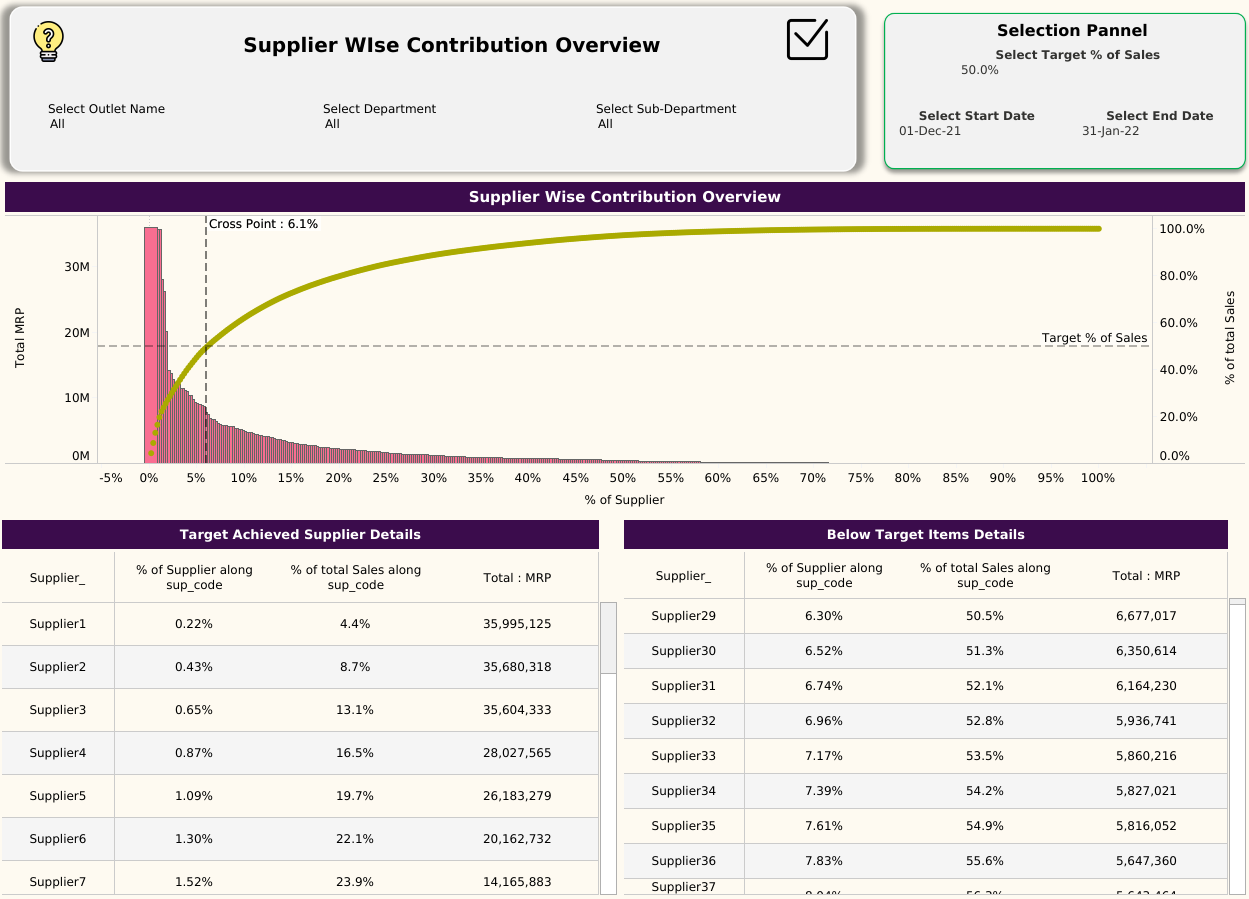 Supplier WIse Contribution Overview
Select Outlet Name
All
Select Department
All
Select Sub-Department
All
Selection Pannel
Select Target % of Sales
50.0%
Select Start Date
01-Dec-21
Select End Date
31-Jan-22
Supplier Wise Contribution Overview
Cross Point : 6.1%
Target % of Sales
Total MRP
30M
20M
10M
0M
100.0%
80.0%
60.0%
40.0%
20.0%
0.0%
% of total Sales
-5% 0% 5% 10% 15% 20% 25% 30% 35% 40% 45% 50% 55% 60% 65% 70% 75% 80% 85% 90% 95% 100%
% of Supplier
Target Achieved Supplier Details
Supplier_ % of Supplier along sup_code % of total Sales along sup_code Total : MRP
Supplier1 0.22% 4.4% 35,995,125
Supplier2 0.43% 8.7% 35,680,318
Supplier3 0.65% 13.1% 35,604,333
Supplier4 0.87% 16.5% 28,027,565
Supplier5 1.09% 19.7% 26,183,279
Supplier6 1.30% 22.1% 20,162,732
Supplier7 1.52% 23.9% 14,165,883
Below Target Items Details
Supplier_ % of Supplier along sup_code % of total Sales along sup_code Total : MRP
Supplier29 6.30% 50.5% 6,677,017
Supplier30 6.52% 51.3% 6,350,614
Supplier31 6.74% 52.1% 6,164,230
Supplier32 6.96% 52.8% 5,936,741
Supplier33 7.17% 53.5% 5,860,216
Supplier34 7.39% 54.2% 5,827,021
Supplier35 7.61% 54.9% 5,816,052
Supplier36 7.83% 55.6% 5,647,360
Supplier37